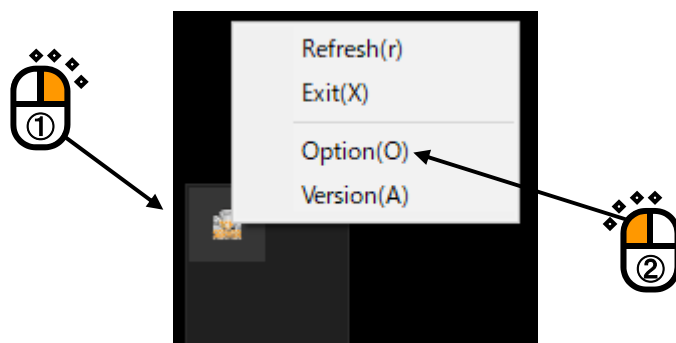 Refresh(r)
Exit(X)
①
Option(O)
Version(A)
②